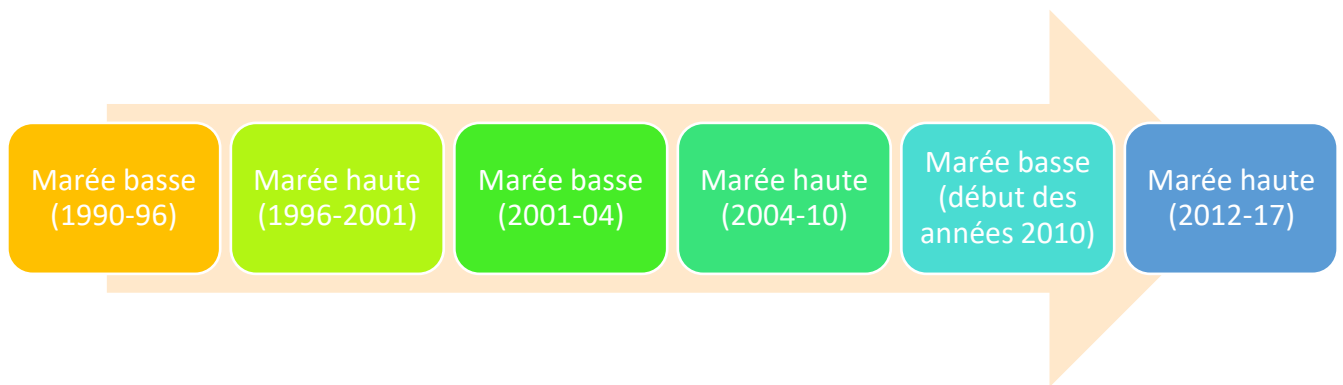 Marée basse
(1990-96)
Marée haute
(1996-2001)
Marée basse
(2001-04)
Marée haute
(2004-10)
Marée basse
(début des
années 2010)
Marée haute
(2012-17)